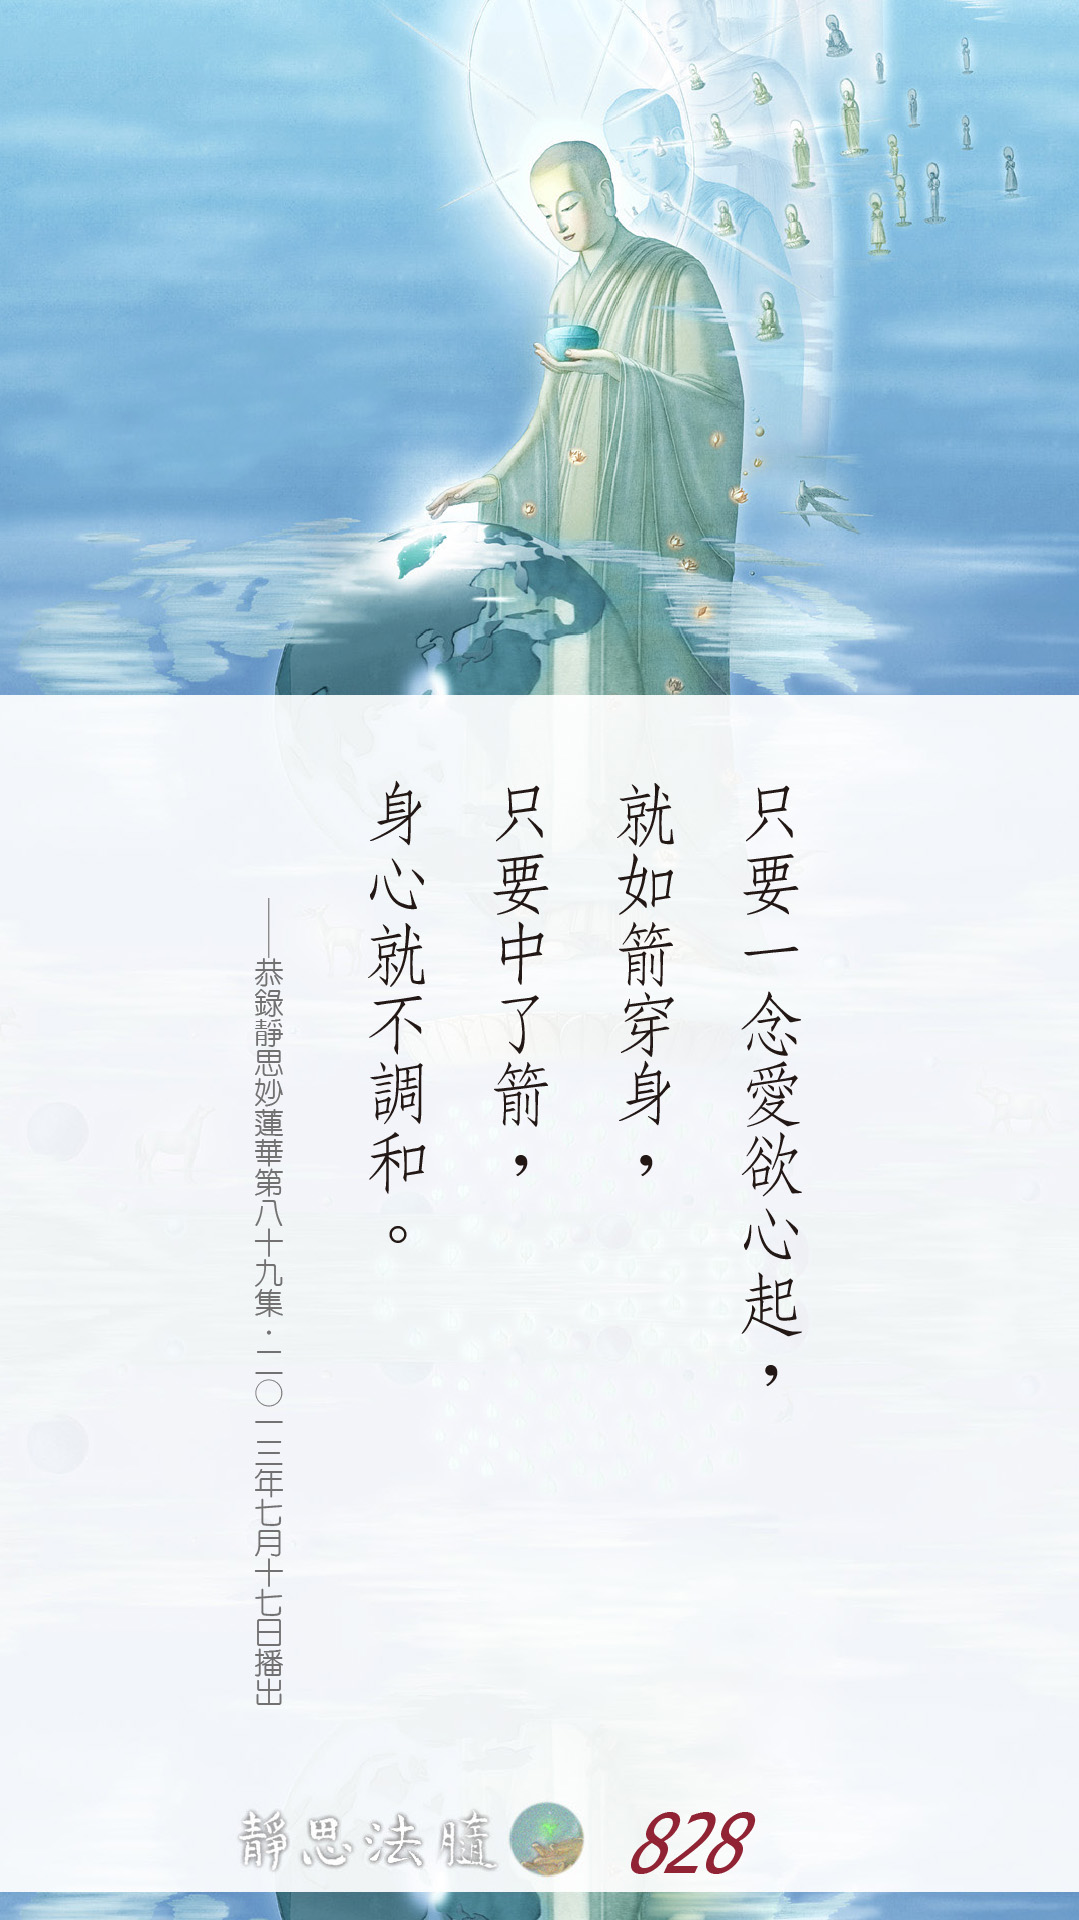 只要一念愛欲心起，
就如箭穿身，
只要中了箭，
身心就不調和。
——恭錄靜思妙蓮華第八十九集·二〇一三年七月十七日播出
靜思法髓
828